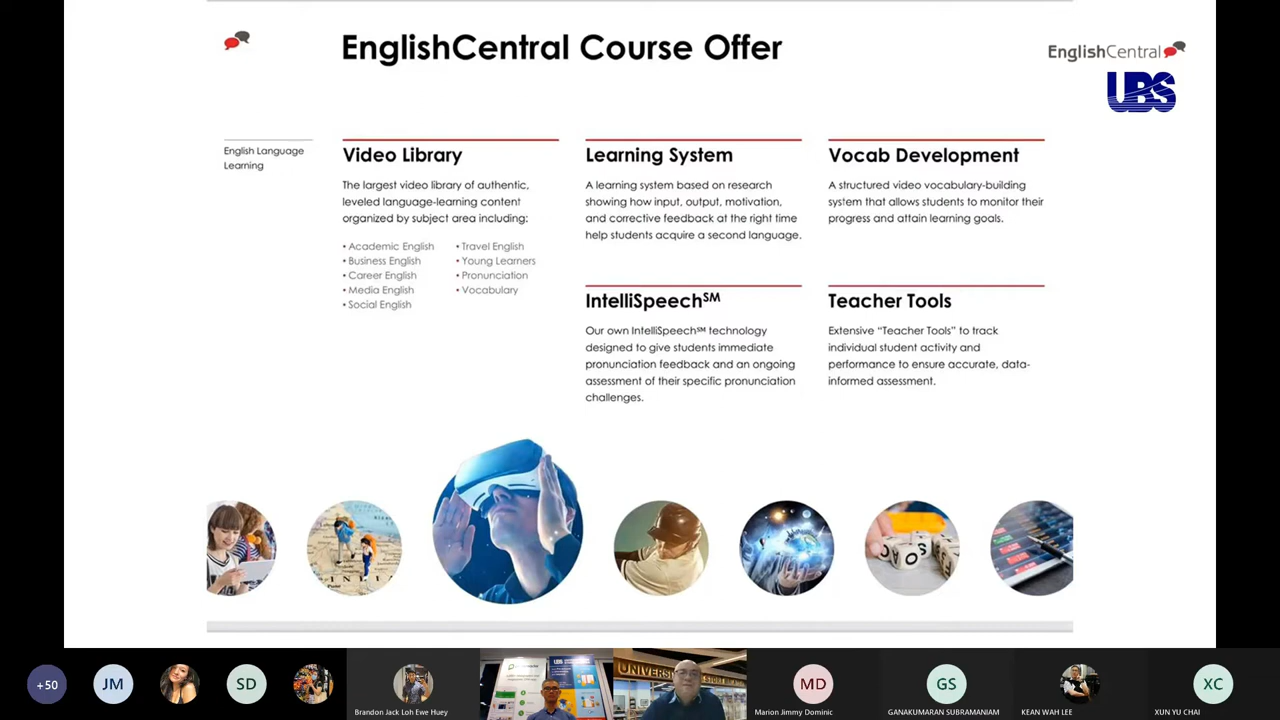 EnglishCentral Course Offer
EnglishCentral
UBS
English Language
Learning
Video Library
The largest video library of authentic,
leveled language-learning content
organized by subject area including:
• Academic English
• Business English
• Career English
• Media English
• Social English
• Travel English
• Young Learners
• Pronunciation
• Vocabulary
Learning System
A learning system based on research
showing how input, output, motivation,
and corrective feedback at the right time
help students acquire a second language.
Vocab Development
A structured video vocabulary-building
system that allows students to monitor their
progress and attain learning goals.
IntelliSpeech℠
Our own IntelliSpeech℠ technology
designed to give students immediate
pronunciation feedback and an ongoing
assessment of their specific pronunciation
challenges.
Teacher Tools
Extensive “Teacher Tools” to track
individual student activity and
performance to ensure accurate, data-
informed assessment.
+50
JM
SD
Brandon Jack Loh Ewe Huey
UBS
MD
Marion Jimmy Dominic
GS
GANAKUMARAN SUBRAMANIAM
KEAN WAH LEE
XC
XUN YU CHAI